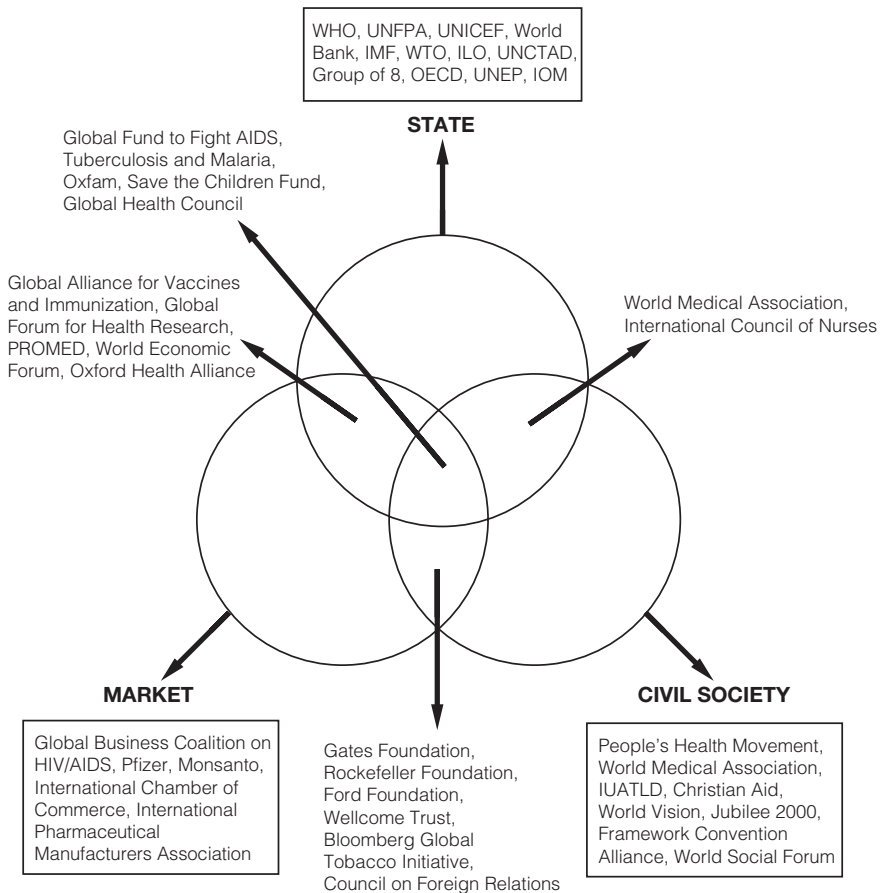 WHO, UNFPA, UNICEF, World
Bank, IMF, WTO, ILO, UNCTAD,
Group of 8, OECD, UNEP, IOM
STATE
Global Fund to Fight AIDS,
Tuberculosis and Malaria,
Oxfam, Save the Children Fund,
Global Health Council
Global Alliance for Vaccines
and Immunization, Global
Forum for Health Research,
PROMED, World Economic
Forum, Oxford Health Alliance
World Medical Association,
International Council of Nurses
MARKET
Global Business Coalition on
HIV/AIDS, Pfizer, Monsanto,
International Chamber of
Commerce, International
Pharmaceutical
Manufacturers Association
Gates Foundation,
Rockefeller Foundation,
Ford Foundation,
Wellcome Trust,
Bloomberg Global
Tobacco Initiative,
Council on Foreign Relations
CIVIL SOCIETY
People's Health Movement,
World Medical Association,
IUATLD, Christian Aid,
World Vision, Jubilee 2000,
Framework Convention
Alliance, World Social Forum